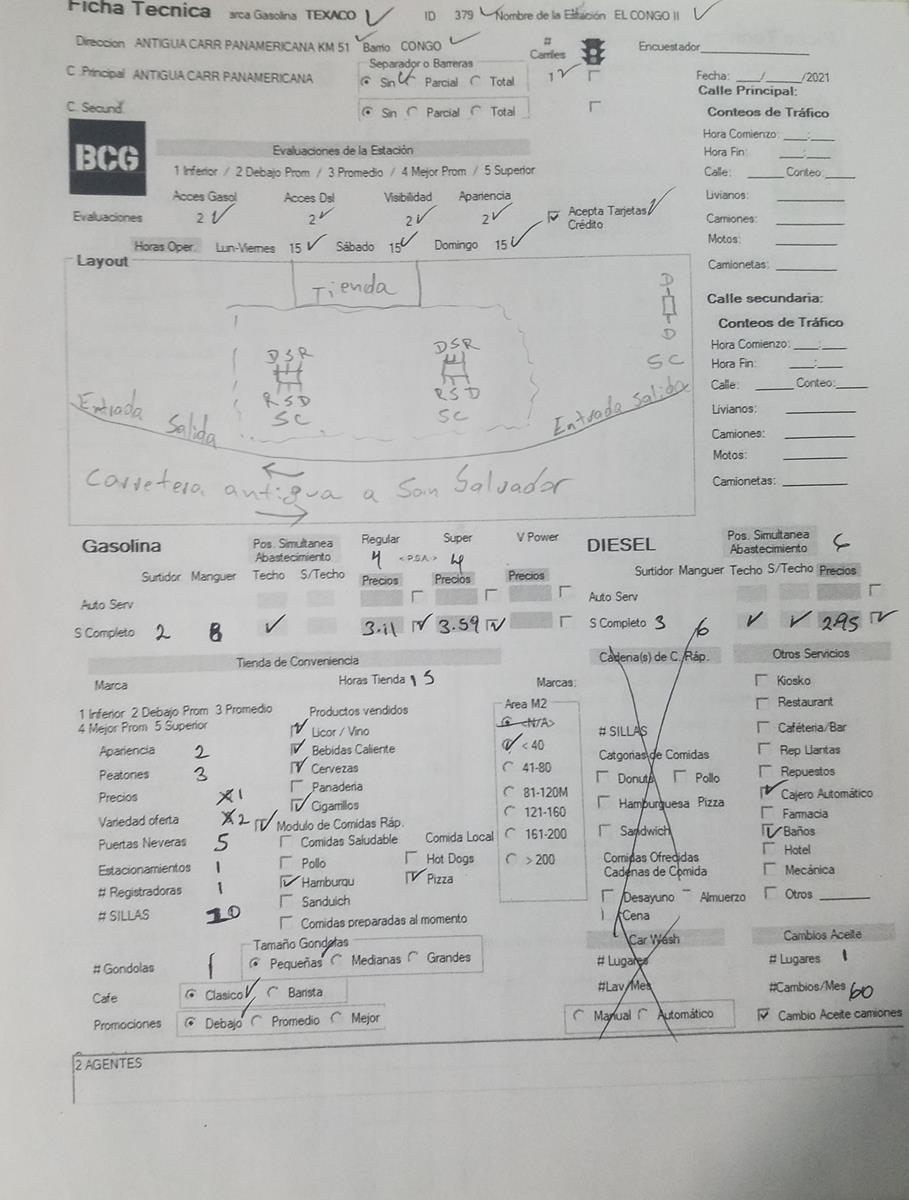 Ficha Tecnica arca Gasolina TEXACO ID 379 Nombre de la Estación EL CONGO II
Direccion ANTIGUA CARR PANAMERICANA KM 51 Barrio CONGO # Carriles Encuestador
Separador o Barreras
C .Principal ANTIGUA CARR PANAMERICANA Sin Parcial Total 1 Fecha: ___/___/2021
Calle Principal:
C. Secund. Sin Parcial Total Conteos de Tráfico
BCG
Evaluaciones de la Estación
1 Inferior / 2 Debajo Prom / 3 Promedio / 4 Mejor Prom / 5 Superior
Acces Gasol Acces Dsl Visibilidad Apariencia
Evaluaciones 2 2 2 2 Acepta Tarjetas Crédito
Horas Oper. Lun-Viernes 15 Sábado 15 Domingo 15
Hora Comienzo: ___:___
Hora Fin: ___:___
Calle: Conteo:
Livianos:
Camiones:
Motos:
Camionetas:
Layout
Tienda
D
D
SC
DSR DSR
RSD RSD
SC SC
Entrada Salida Entrada Salida
Carretera antigua a San Salvador
Calle secundaria:
Conteos de Tráfico
Hora Comienzo: ___:___
Hora Fin: ___:___
Calle: Conteo:
Livianos:
Camiones:
Motos:
Camionetas:
Gasolina Pos. Simultanea Abastecimiento Regular Super V Power
4 < P.S.A. > 4
Surtidor Manguer Techo S/Techo Precios Precios Precios
Auto Serv
S Completo 2 8 3.11 3.59
DIESEL Pos. Simultanea Abastecimiento
Surtidor Manguer Techo S/Techo Precios
Auto Serv
S Completo 3 6 2.95
Tienda de Conveniencia
Marca Horas Tienda 15 Marcas:
1 Inferior 2 Debajo Prom 3 Promedio
4 Mejor Prom 5 Superior
Apariencia 2
Peatones 3
Precios 1
Variedad oferta 2
Puertas Neveras 5
Estacionamientos 1
# Registradoras 1
# SILLAS 10
Productos vendidos
Licor / Vino
Bebidas Caliente
Cervezas
Panaderia
Cigarrillos
Modulo de Comidas Ráp.
Comidas Saludable Comida Local
Pollo Hot Dogs
Hamburgu Pizza
Sanduich
Comidas preparadas al momento
Area M2
<N/A>
< 40
41-80
81-120M
121-160
161-200
> 200
# Gondolas 1
Tamaño Gondolas
Pequeñas Medianas Grandes
Cafe Clasico Barista
Promociones Debajo Promedio Mejor
Cadena(s) de C. Ráp.
# SILLAS
Catgorias de Comidas
Donuts Pollo
Hamburguesa Pizza
Sandwich
Comidas Ofrecidas
Cadenas de Comida
Desayuno Almuerzo
Cena
Car Wash
# Lugares
#Lav/Mes
Manual Automático
Otros Servicios
Kiosko
Restaurant
Caféteria/Bar
Rep Llantas
Repuestos
Cajero Automático
Farmacia
Baños
Hotel
Mecánica
Otros
Cambios Aceite
# Lugares 1
#Cambios/Mes 60
Cambio Aceite camiones
2 AGENTES